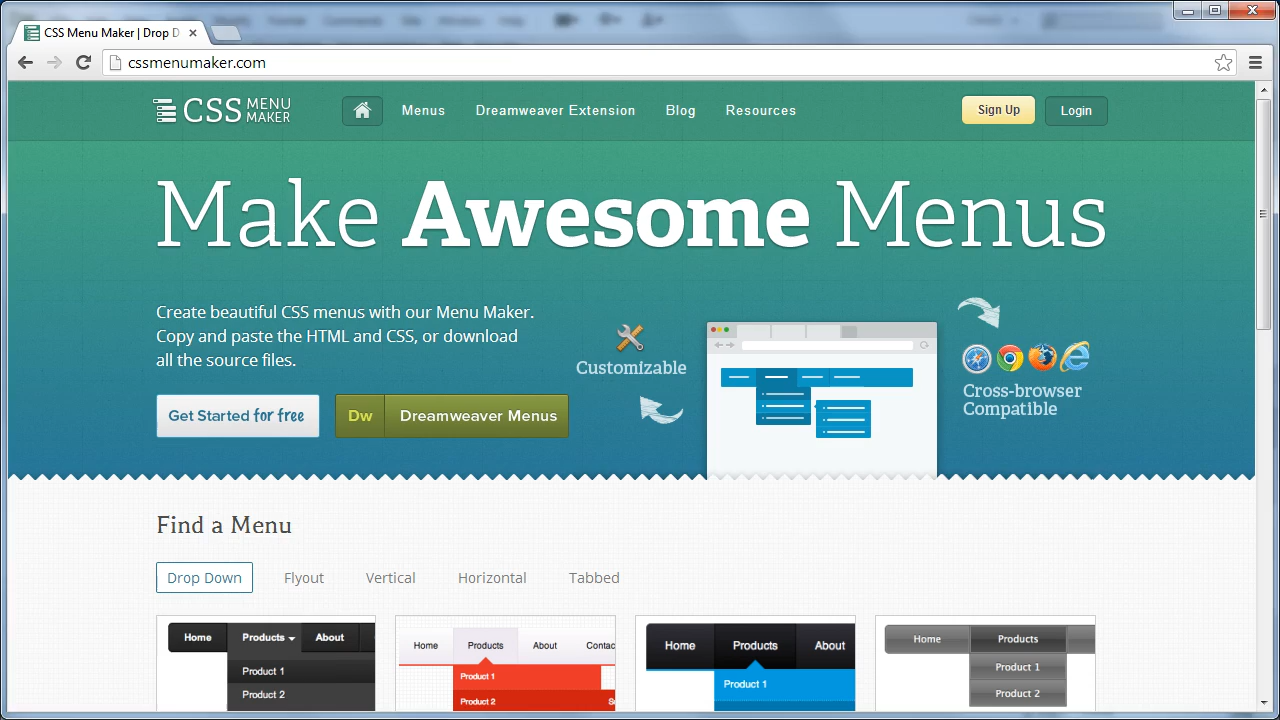 CSS Menu Maker | Drop D
cssmenumaker.com
CSS MENU MAKER
Menus
Dreamweaver Extension
Blog
Resources
Sign Up
Login
Make Awesome Menus
Create beautiful CSS menus with our Menu Maker.
Copy and paste the HTML and CSS, or download
all the source files.
Customizable
Cross-browser
Compatible
Get Started for free
Dw Dreamweaver Menus
Find a Menu
Drop Down Flyout Vertical Horizontal Tabbed
Home Products About
Product 1
Product 2
Home Products About Contac
Product 1
Product 2 S
Home Products About
Product 1
Home Products
Product 1
Product 2